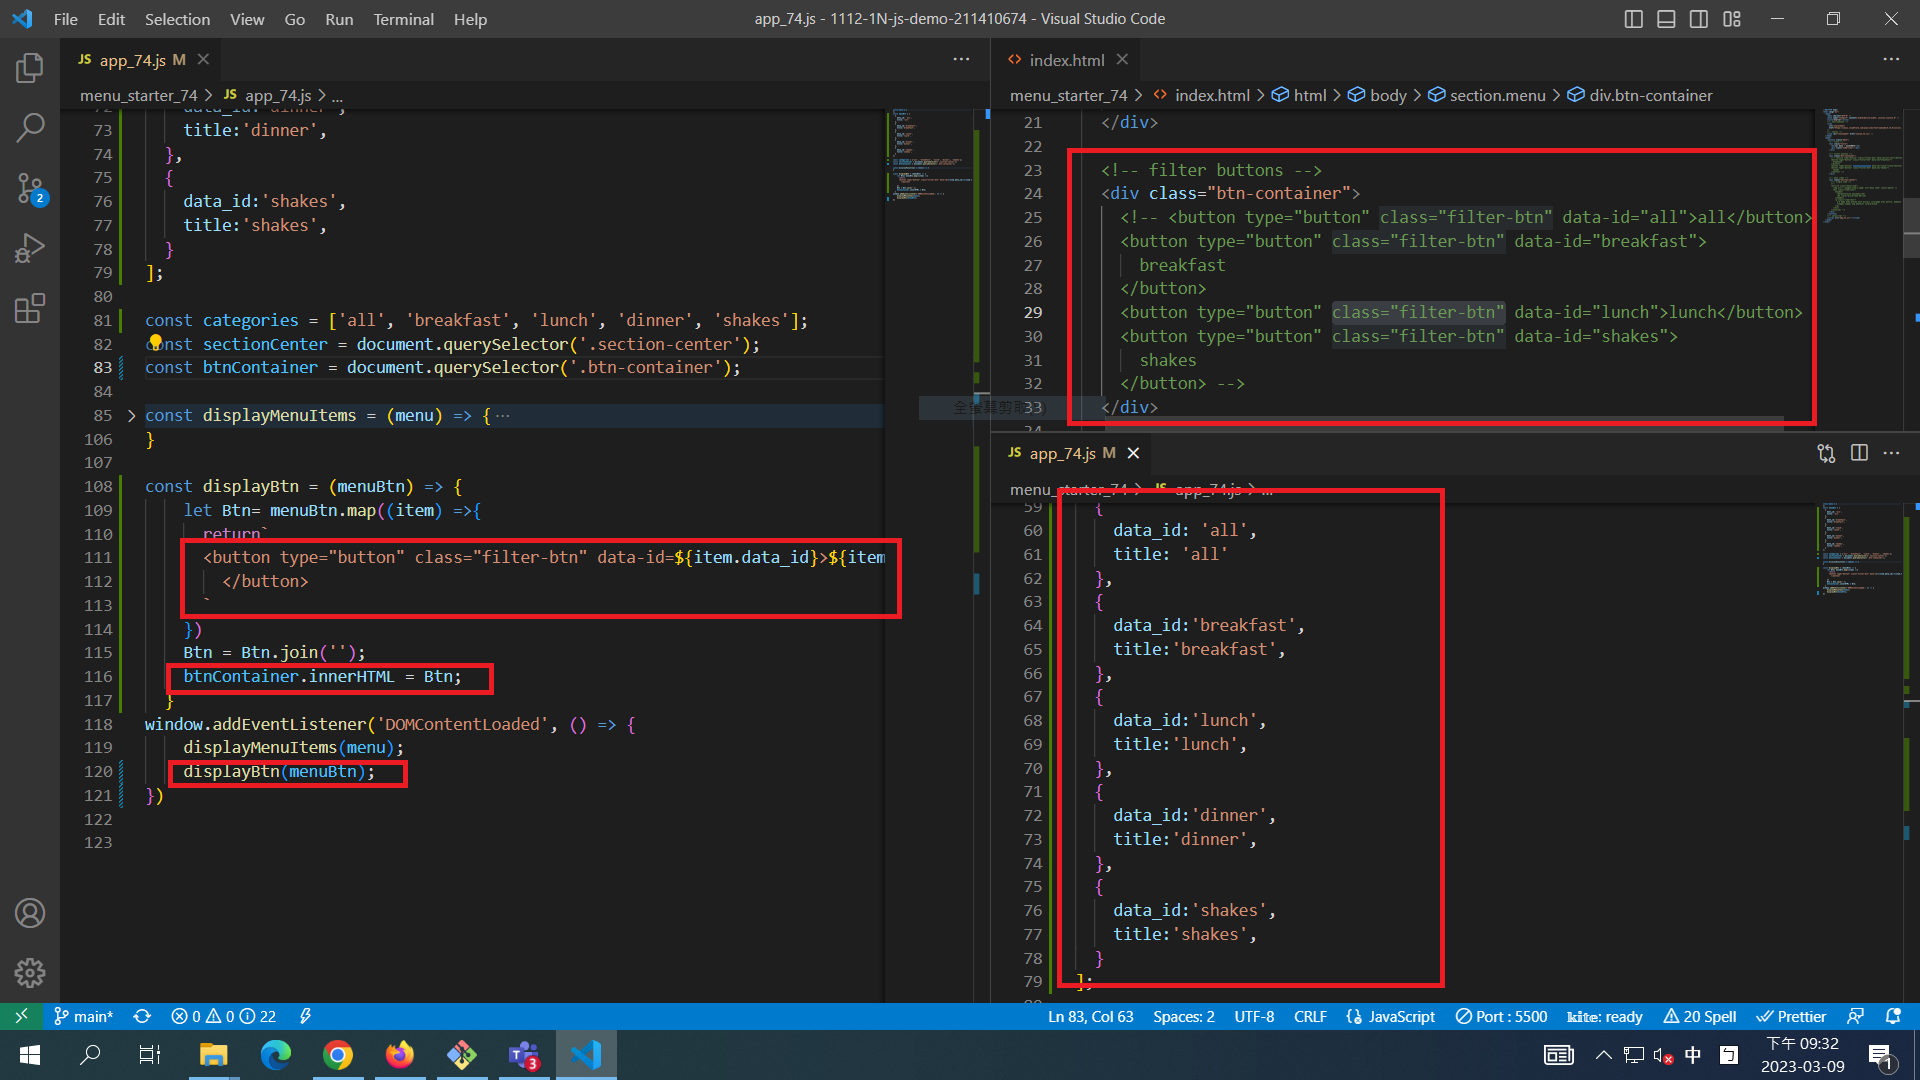 File Edit Selection View Go Run Terminal Help
app_74.js - 1112-1N-js-demo-211410674 - Visual Studio Code
JS app_74.js M
menu_starter_74 > JS app_74.js > ...
73 title:'dinner',
74 },
75 {
76 data_id:'shakes',
77 title:'shakes',
78 }
79 ];
80
81 const categories = ['all', 'breakfast', 'lunch', 'dinner', 'shakes'];
82 const sectionCenter = document.querySelector('.section-center');
83 const btnContainer = document.querySelector('.btn-container');
84
85 const displayMenuItems = (menu) => {···
106 }
107
108 const displayBtn = (menuBtn) => {
109 let Btn= menuBtn.map((item) =>{
110 return`
111 <button type="button" class="filter-btn" data-id=${item.data_id}>${item
112 </button>
113 `
114 })
115 Btn = Btn.join('');
116 btnContainer.innerHTML = Btn;
117 }
118 window.addEventListener('DOMContentLoaded', () => {
119 displayMenuItems(menu);
120 displayBtn(menuBtn);
121 })
122
123
index.html
menu_starter_74 > index.html > html > body > section.menu > div.btn-container
21 </div>
22
23 <!-- filter buttons -->
24 <div class="btn-container">
25 <!-- <button type="button" class="filter-btn" data-id="all">all</button>
26 <button type="button" class="filter-btn" data-id="breakfast">
27 breakfast
28 </button>
29 <button type="button" class="filter-btn" data-id="lunch">lunch</button>
30 <button type="button" class="filter-btn" data-id="shakes">
31 shakes
32 </button> -->
33 </div>
JS app_74.js M
menu_starter_74 > JS app_74.js > ...
59 {
60 data_id: 'all',
61 title: 'all'
62 },
63 {
64 data_id:'breakfast',
65 title:'breakfast',
66 },
67 {
68 data_id:'lunch',
69 title:'lunch',
70 },
71 {
72 data_id:'dinner',
73 title:'dinner',
74 },
75 {
76 data_id:'shakes',
77 title:'shakes',
78 }
79 ];
2
main* 0 0 22
Ln 83, Col 63 Spaces: 2 UTF-8 CRLF JavaScript Port : 5500 kite: ready 20 Spell Prettier
3
中
下午 09:32
2023-03-09
1